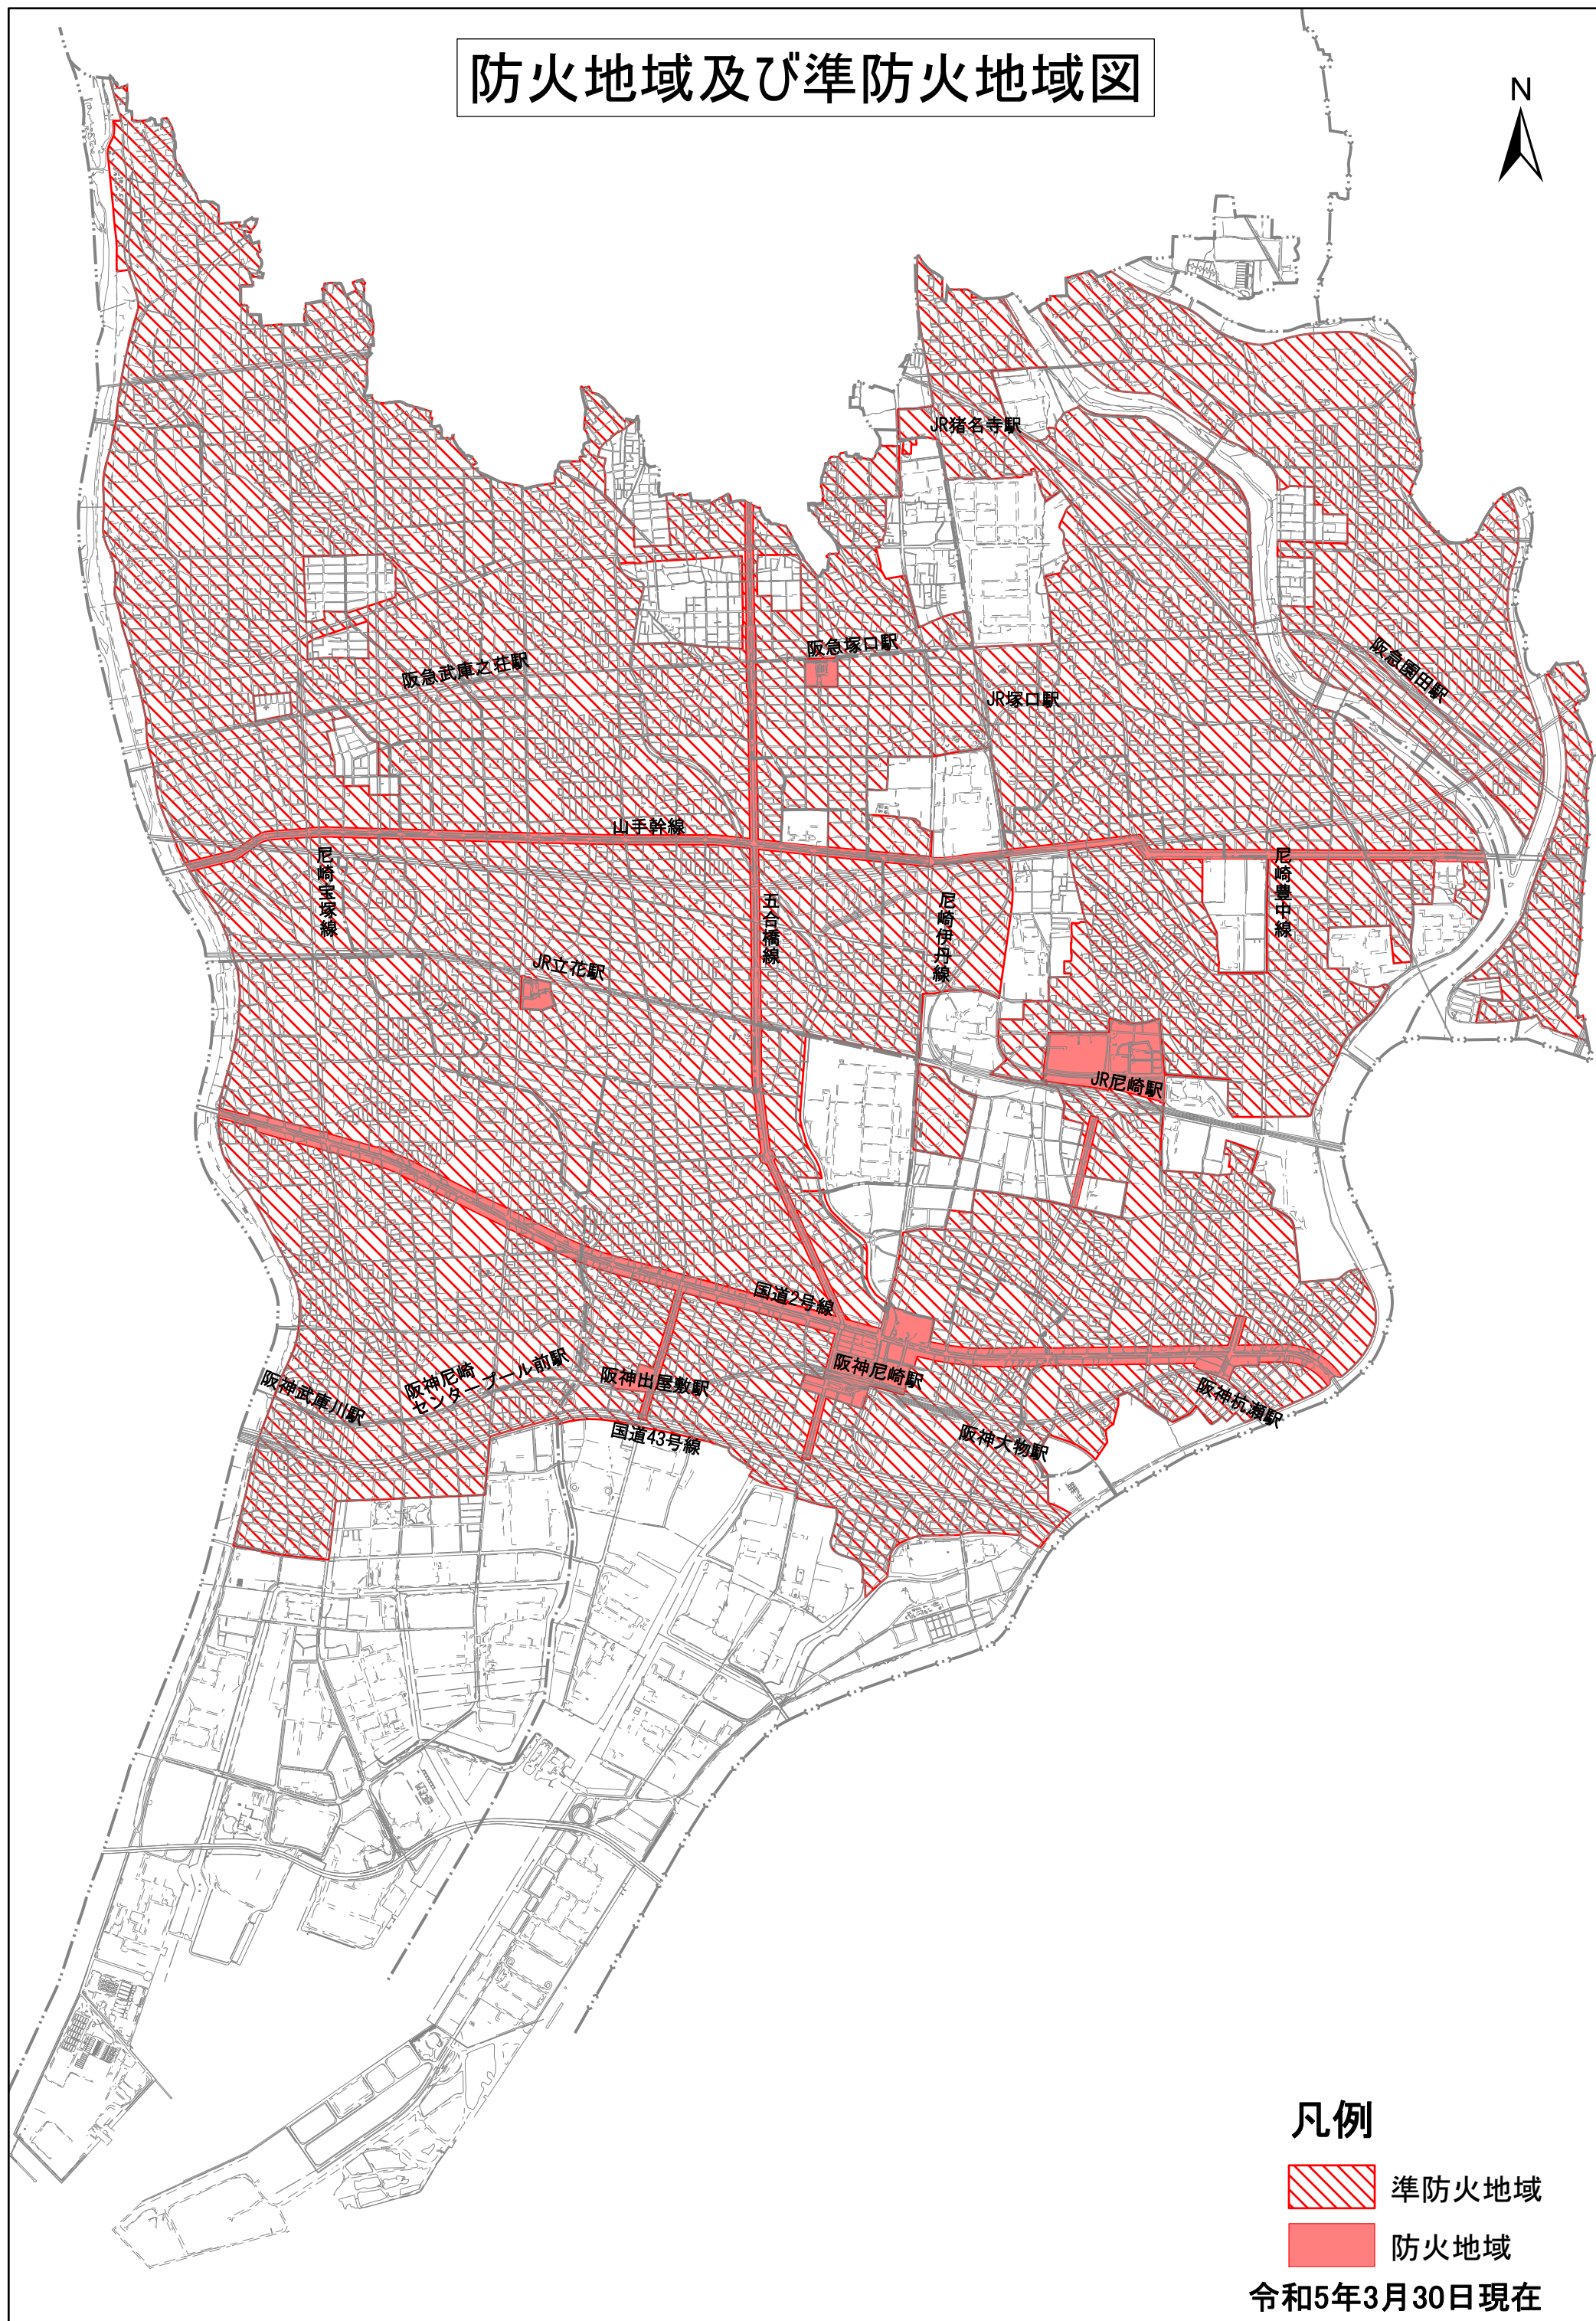 防火地域及び準防火地域図
N
JR猪名寺駅
阪急塚口駅
阪急武庫之荘駅
阪急園田駅
JR塚口駅
山手幹線
尼崎宝塚線
五合橋線
尼崎伊丹線
尼崎豊中線
JR立花駅
JR尼崎駅
国道2号線
阪神尼崎
センタープール前駅
阪神出屋敷駅
阪神尼崎駅
阪神武庫川駅
阪神杭瀬駅
国道43号線
阪神大物駅
凡例
準防火地域
防火地域
令和5年3月30日現在